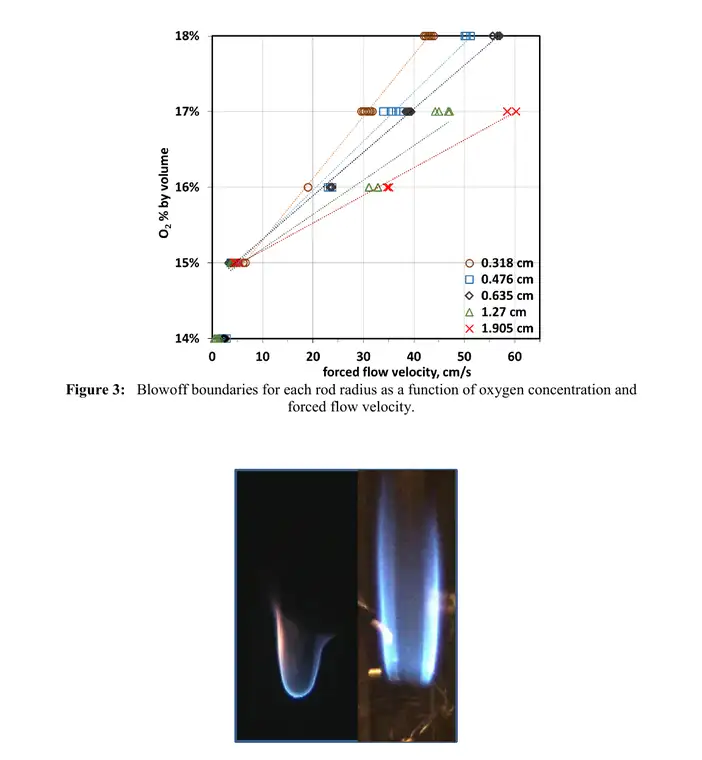 18%
17%
16%
15%
14%
O₂ % by volume
0 10 20 30 40 50 60
forced flow velocity, cm/s
0.318 cm
0.476 cm
0.635 cm
1.27 cm
1.905 cm
Figure 3: Blowoff boundaries for each rod radius as a function of oxygen concentration and
forced flow velocity.